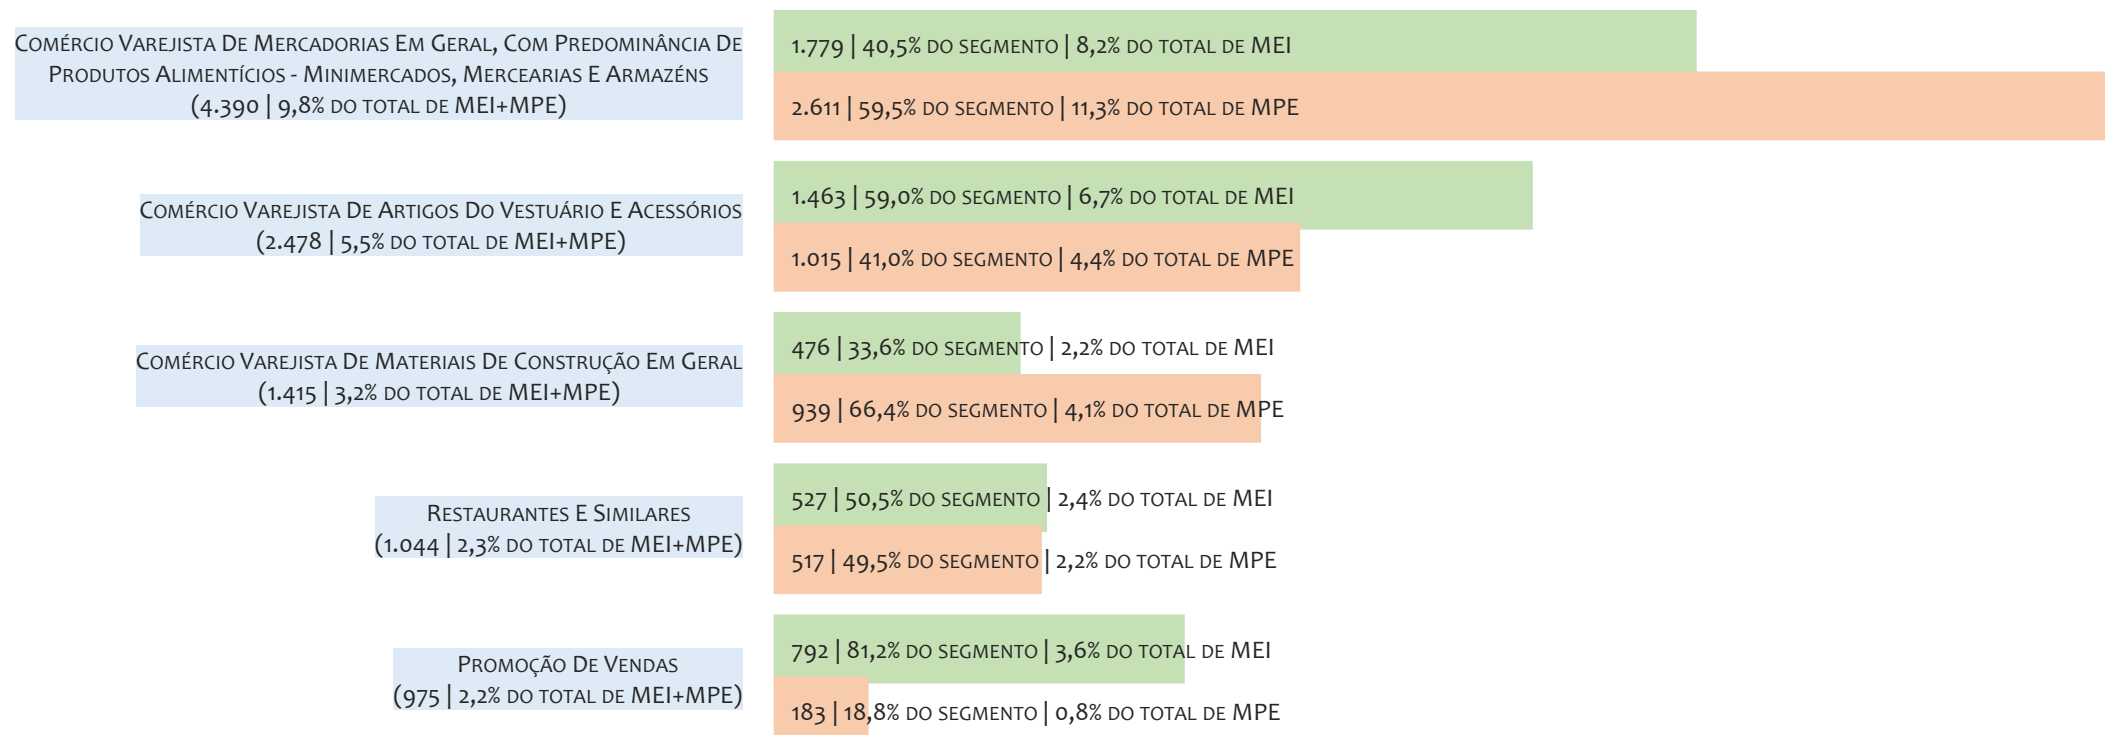 Comércio Varejista De Mercadorias Em Geral, Com Predominância De
Produtos Alimentícios - Minimercados, Mercearias E Armazéns
(4.390 | 9,8% do total de MEI+MPE)
1.779 | 40,5% do segmento | 8,2% do total de MEI
2.611 | 59,5% do segmento | 11,3% do total de MPE
Comércio Varejista De Artigos Do Vestuário E Acessórios
(2.478 | 5,5% do total de MEI+MPE)
1.463 | 59,0% do segmento | 6,7% do total de MEI
1.015 | 41,0% do segmento | 4,4% do total de MPE
Comércio Varejista De Materiais De Construção Em Geral
(1.415 | 3,2% do total de MEI+MPE)
476 | 33,6% do segmento | 2,2% do total de MEI
939 | 66,4% do segmento | 4,1% do total de MPE
Restaurantes E Similares
(1.044 | 2,3% do total de MEI+MPE)
527 | 50,5% do segmento | 2,4% do total de MEI
517 | 49,5% do segmento | 2,2% do total de MPE
Promoção De Vendas
(975 | 2,2% do total de MEI+MPE)
792 | 81,2% do segmento | 3,6% do total de MEI
183 | 18,8% do segmento | 0,8% do total de MPE